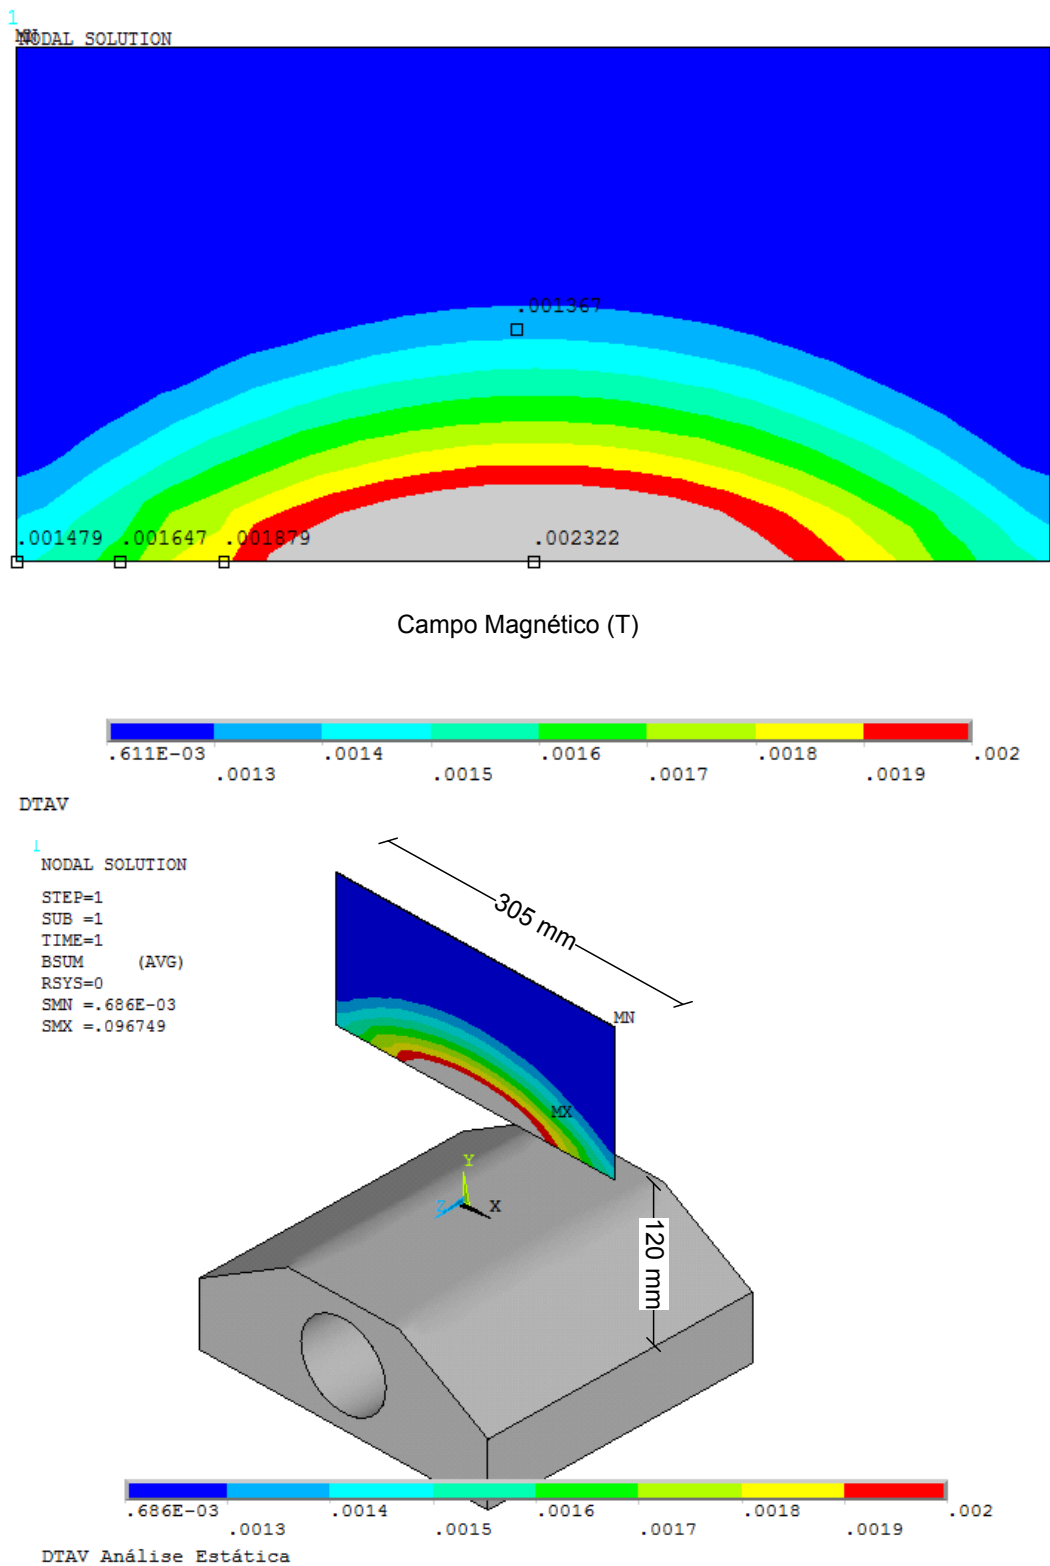 1
NODAL SOLUTION
.001367
.001479 .001647 .001879 .002322
Campo Magnético (T)
.611E-03 .0014 .0016 .0018 .002
.0013 .0015 .0017 .0019
DTAV
1
NODAL SOLUTION
STEP=1
SUB =1
TIME=1
BSUM (AVG)
RSYS=0
SMN =.686E-03
SMX =.096749
305 mm
MN
MX
Y
Z X
120 mm
.686E-03 .0014 .0016 .0018 .002
.0013 .0015 .0017 .0019
DTAV Análise Estática